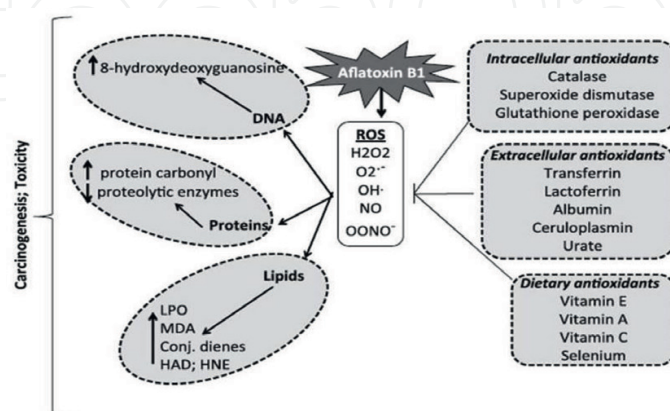 Carcinogenesis; Toxicity
8-hydroxydeoxyguanosine
DNA
protein carbonyl
proteolytic enzymes
Proteins
Lipids
LPO
MDA
Conj. dienes
HAD; HNE
Aflatoxin B1
ROS
H2O2
O2·-
OH·
NO
OONO-
Intracellular antioxidants
Catalase
Superoxide dismutase
Glutathione peroxidase
Extracellular antioxidants
Transferrin
Lactoferrin
Albumin
Ceruloplasmin
Urate
Dietary antioxidants
Vitamin E
Vitamin A
Vitamin C
Selenium